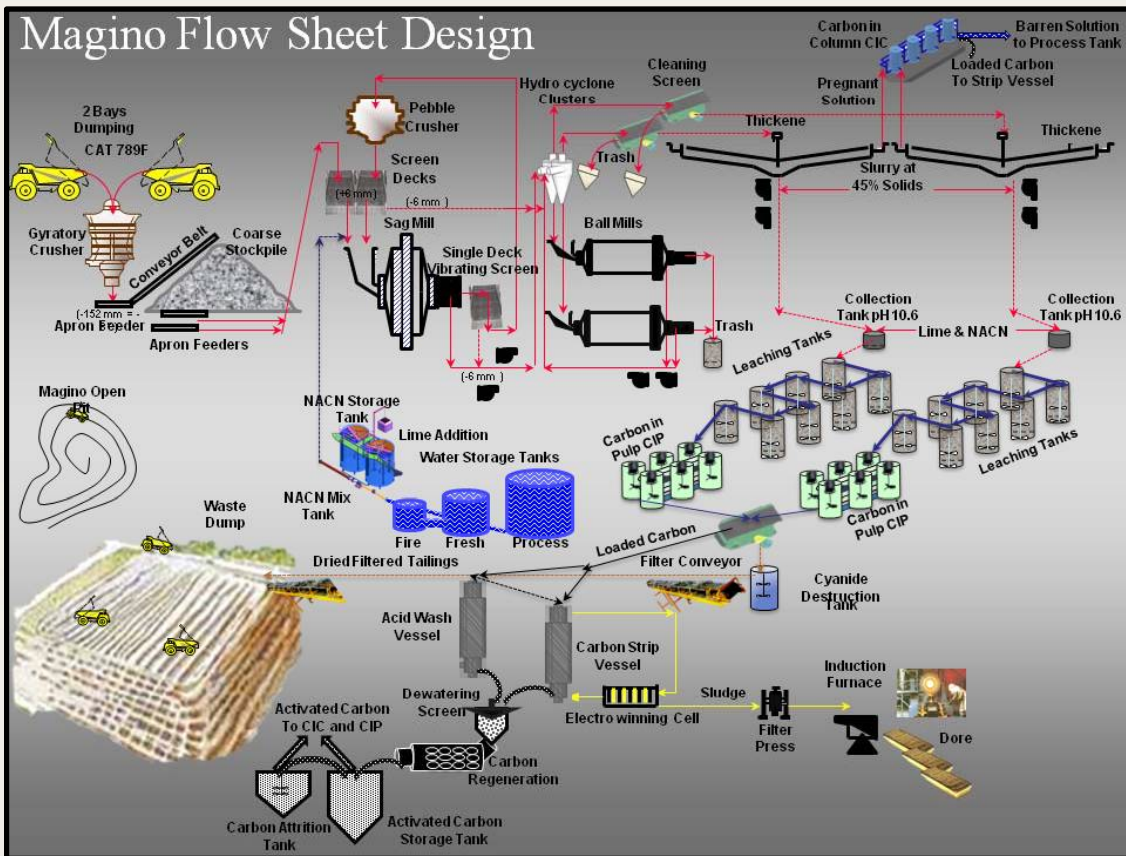 Magino Flow Sheet Design
2 Bays
Dumping
CAT 789F
Gyratory
Crusher
Conveyor Belt
Coarse
Stockpile
(-152 mm = -
Apron Feeder
Apron Feeders
Pebble
Crusher
Screen
Decks
(+6 mm)
(-6 mm)
Sag Mill
Single Deck
Vibrating Screen
(-6 mm)
Hydro cyclone
Clusters
Cleaning
Screen
Trash
Ball Mills
Trash
Carbon in
Column CIC
Barren Solution
to Process Tank
Loaded Carbon
To Strip Vessel
Pregnant
Solution
Thickene
Thickene
Slurry at
45% Solids
Collection
Tank pH 10.6
Lime & NACN
Collection
Tank pH 10.6
Leaching Tanks
Leaching Tanks
Carbon in
Pulp CIP
Carbon in
Pulp CIP
Magino Open
Pit
NACN Storage
Tank
Lime Addition
Water Storage Tanks
NACN Mix
Tank
Fire
Fresh
Process
Waste
Dump
Dried Filtered Tailings
Loaded Carbon
Filter Conveyor
Cyanide
Destruction
Tank
Acid Wash
Vessel
Carbon Strip
Vessel
Dewatering
Screen
Electro winning Cell
Sludge
Filter
Press
Induction
Furnace
Dore
Activated Carbon
To CIC and CIP
Carbon
Regeneration
Carbon Attrition
Tank
Activated Carbon
Storage Tank